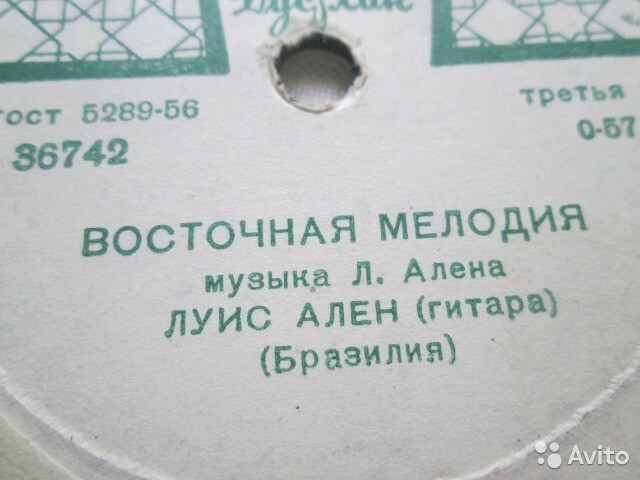 гост 5289-56
третья
36742
0-57
ВОСТОЧНАЯ МЕЛОДИЯ
музыка Л. Алена
ЛУИС АЛЕН (гитара)
(Бразилия)
Avito